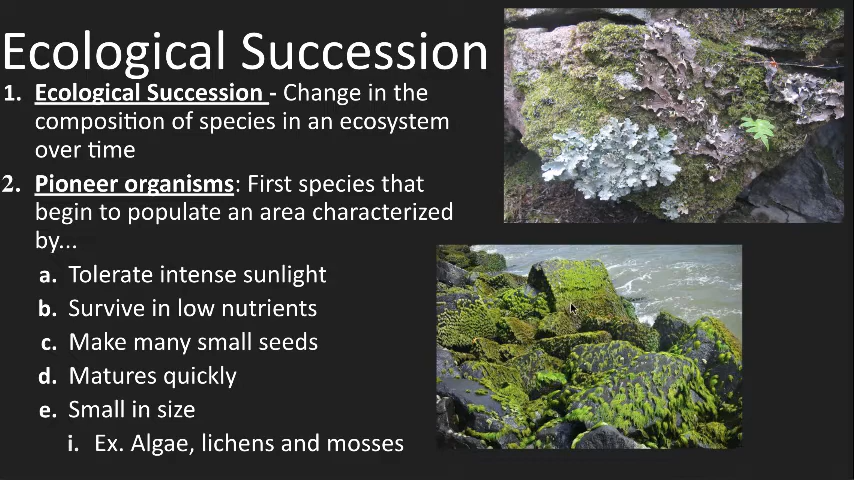 Ecological Succession
1. Ecological Succession - Change in the
composition of species in an ecosystem
over time
2. Pioneer organisms: First species that
begin to populate an area characterized
by...
a. Tolerate intense sunlight
b. Survive in low nutrients
c. Make many small seeds
d. Matures quickly
e. Small in size
i. Ex. Algae, lichens and mosses